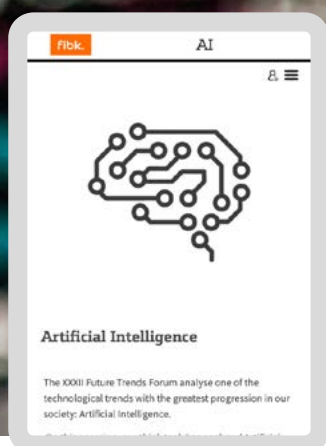 fibk.
AI
Artificial Intelligence
The XXXII Future Trends Forum analyse one of the
technological trends with the greatest progression in our
society: Artificial Intelligence.